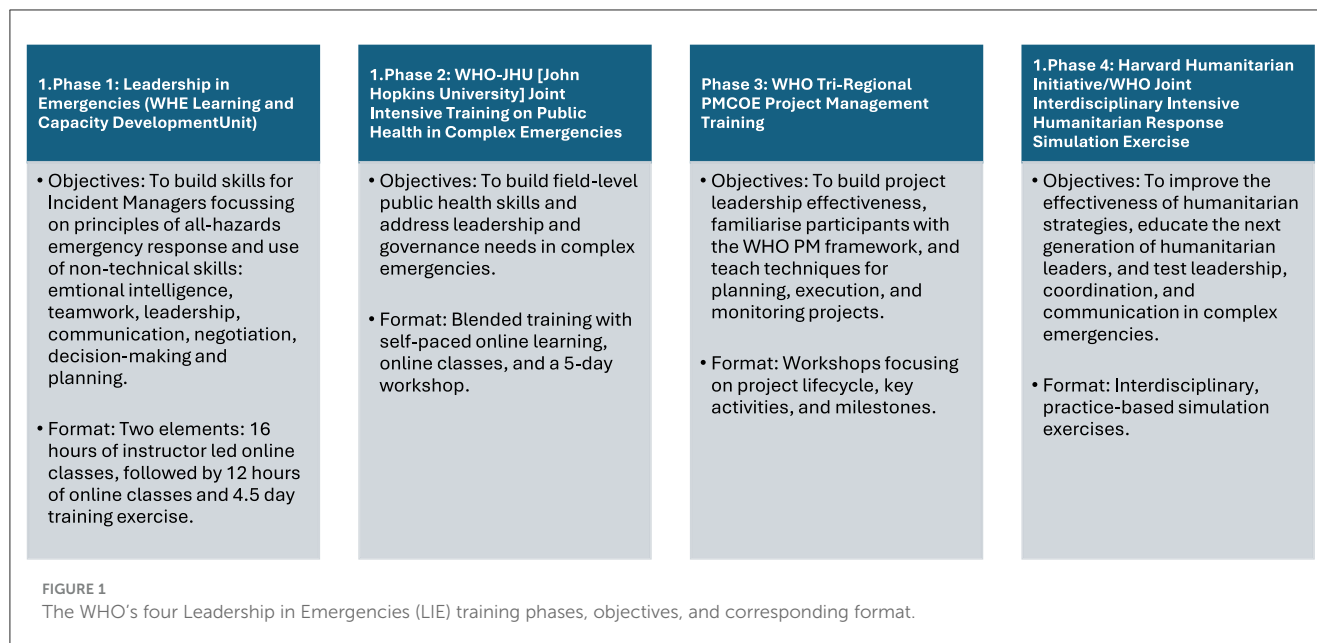 1.Phase 1: Leadership in
Emergencies (WHE Learning and
Capacity DevelopmentUnit)
• Objectives: To build skills for
Incident Managers focussing
on principles of all-hazards
emergency response and use
of non-technical skills:
emtional intelligence,
teamwork, leadership,
communication, negotiation,
decision-making and
planning.
• Format: Two elements: 16
hours of instructor led online
classes, followed by 12 hours
of online classes and 4.5 day
training exercise.
1.Phase 2: WHO-JHU [John
Hopkins University] Joint
Intensive Training on Public
Health in Complex Emergencies
• Objectives: To build field-level
public health skills and
address leadership and
governance needs in complex
emergencies.
• Format: Blended training with
self-paced online learning,
online classes, and a 5-day
workshop.
Phase 3: WHO Tri-Regional
PMCOE Project Management
Training
• Objectives: To build project
leadership effectiveness,
familiarise participants with
the WHO PM framework, and
teach techniques for
planning, execution, and
monitoring projects.
• Format: Workshops focusing
on project lifecycle, key
activities, and milestones.
1.Phase 4: Harvard Humanitarian
Initiative/WHO Joint
Interdisciplinary Intensive
Humanitarian Response
Simulation Exercise
• Objectives: To improve the
effectiveness of humanitarian
strategies, educate the next
generation of humanitarian
leaders, and test leadership,
coordination, and
communication in complex
emergencies.
• Format: Interdisciplinary,
practice-based simulation
exercises.
FIGURE 1
The WHO's four Leadership in Emergencies (LIE) training phases, objectives, and corresponding format.